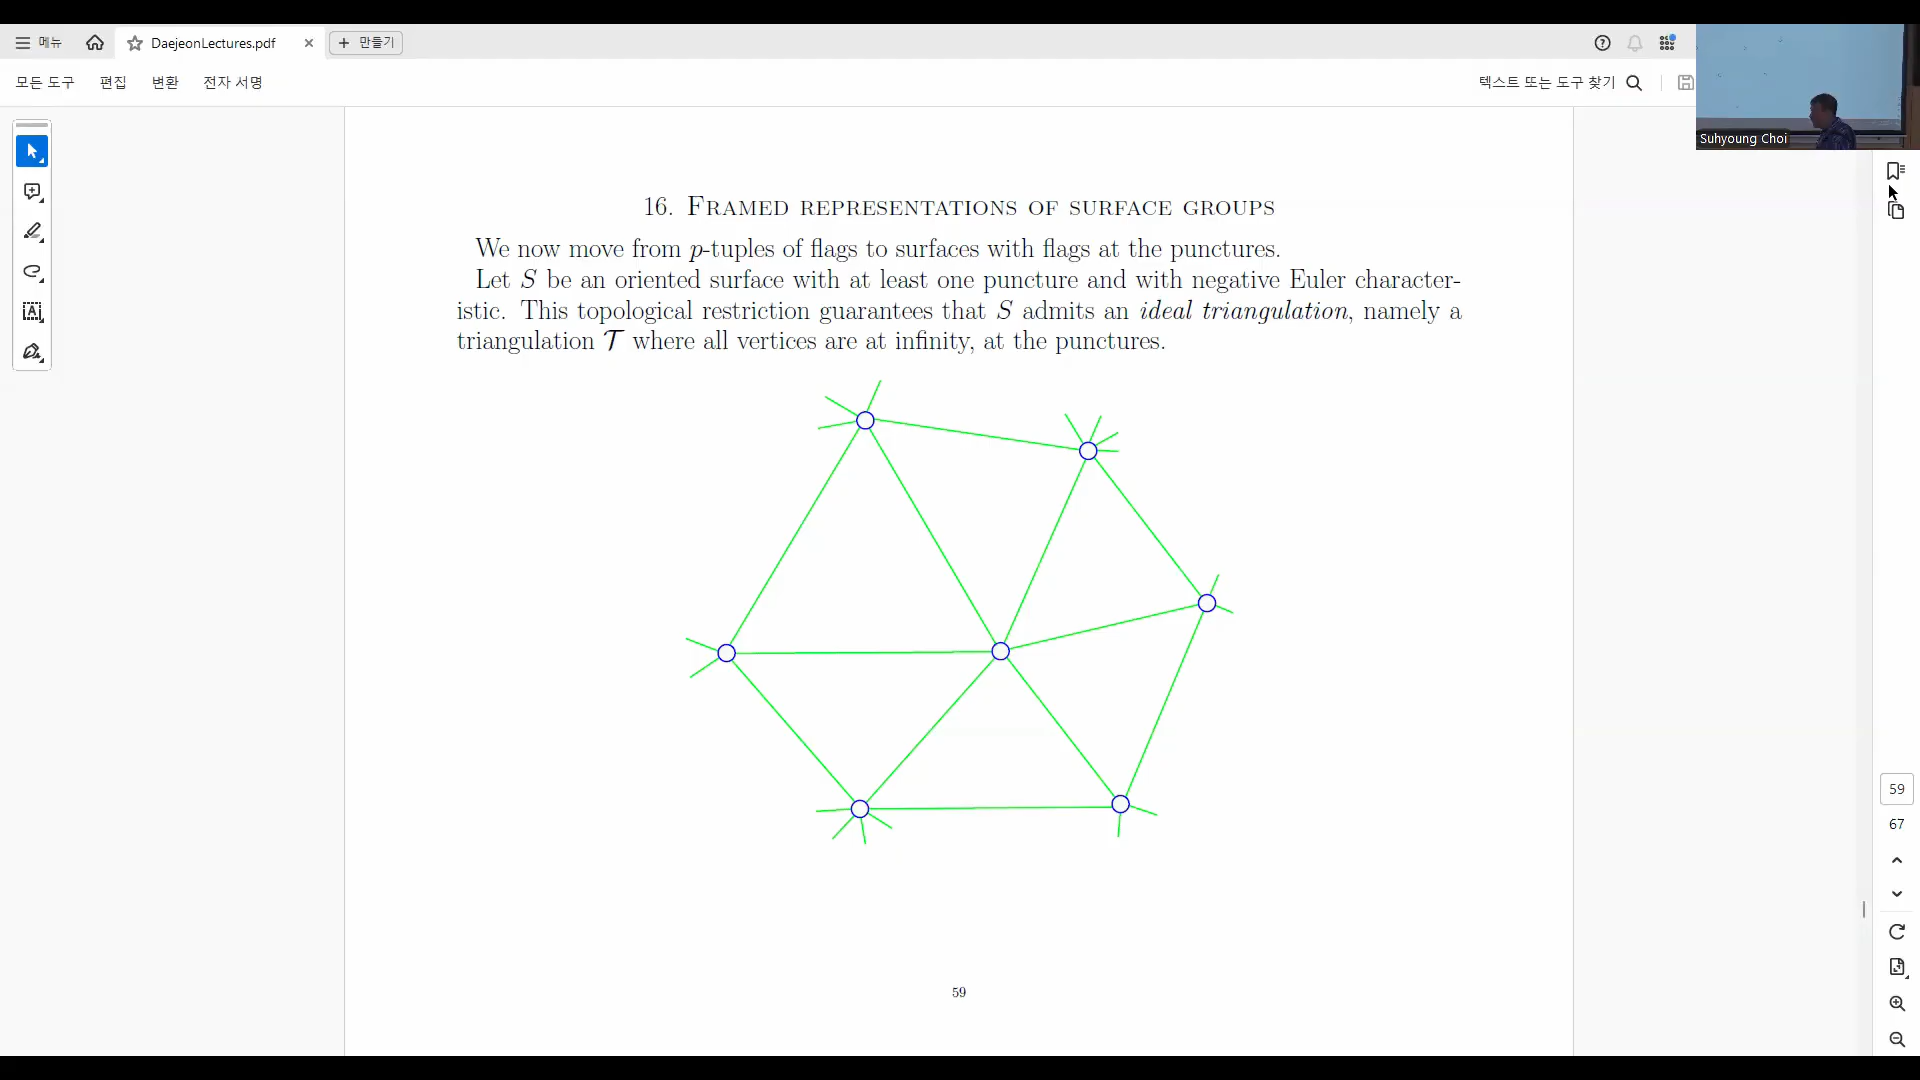 메뉴
DaejeonLectures.pdf
만들기
모든 도구
편집
변환
전자 서명
텍스트 또는 도구 찾기
Suhyoung Choi
16. FRAMED REPRESENTATIONS OF SURFACE GROUPS
We now move from p-tuples of flags to surfaces with flags at the punctures.
Let S be an oriented surface with at least one puncture and with negative Euler character-
istic. This topological restriction guarantees that S admits an ideal triangulation, namely a
triangulation 𝒯 where all vertices are at infinity, at the punctures.
59
59
67